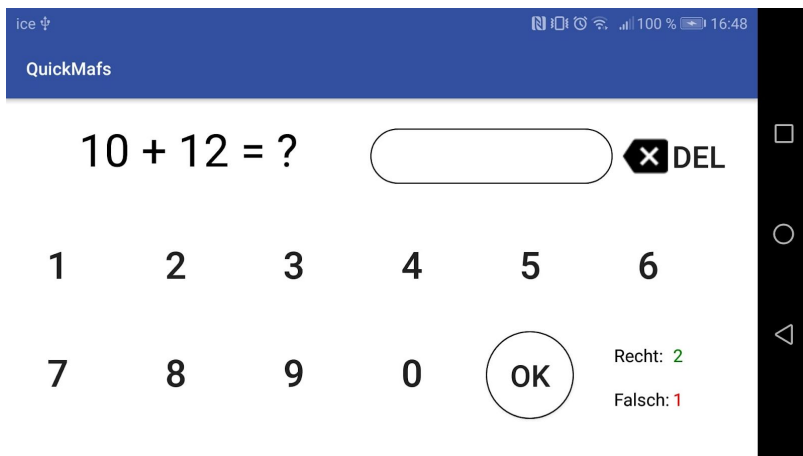 ice 100 % 16:48
QuickMafs
10 + 12 = ? DEL
1 2 3 4 5 6
7 8 9 0 OK
Recht: 2
Falsch: 1